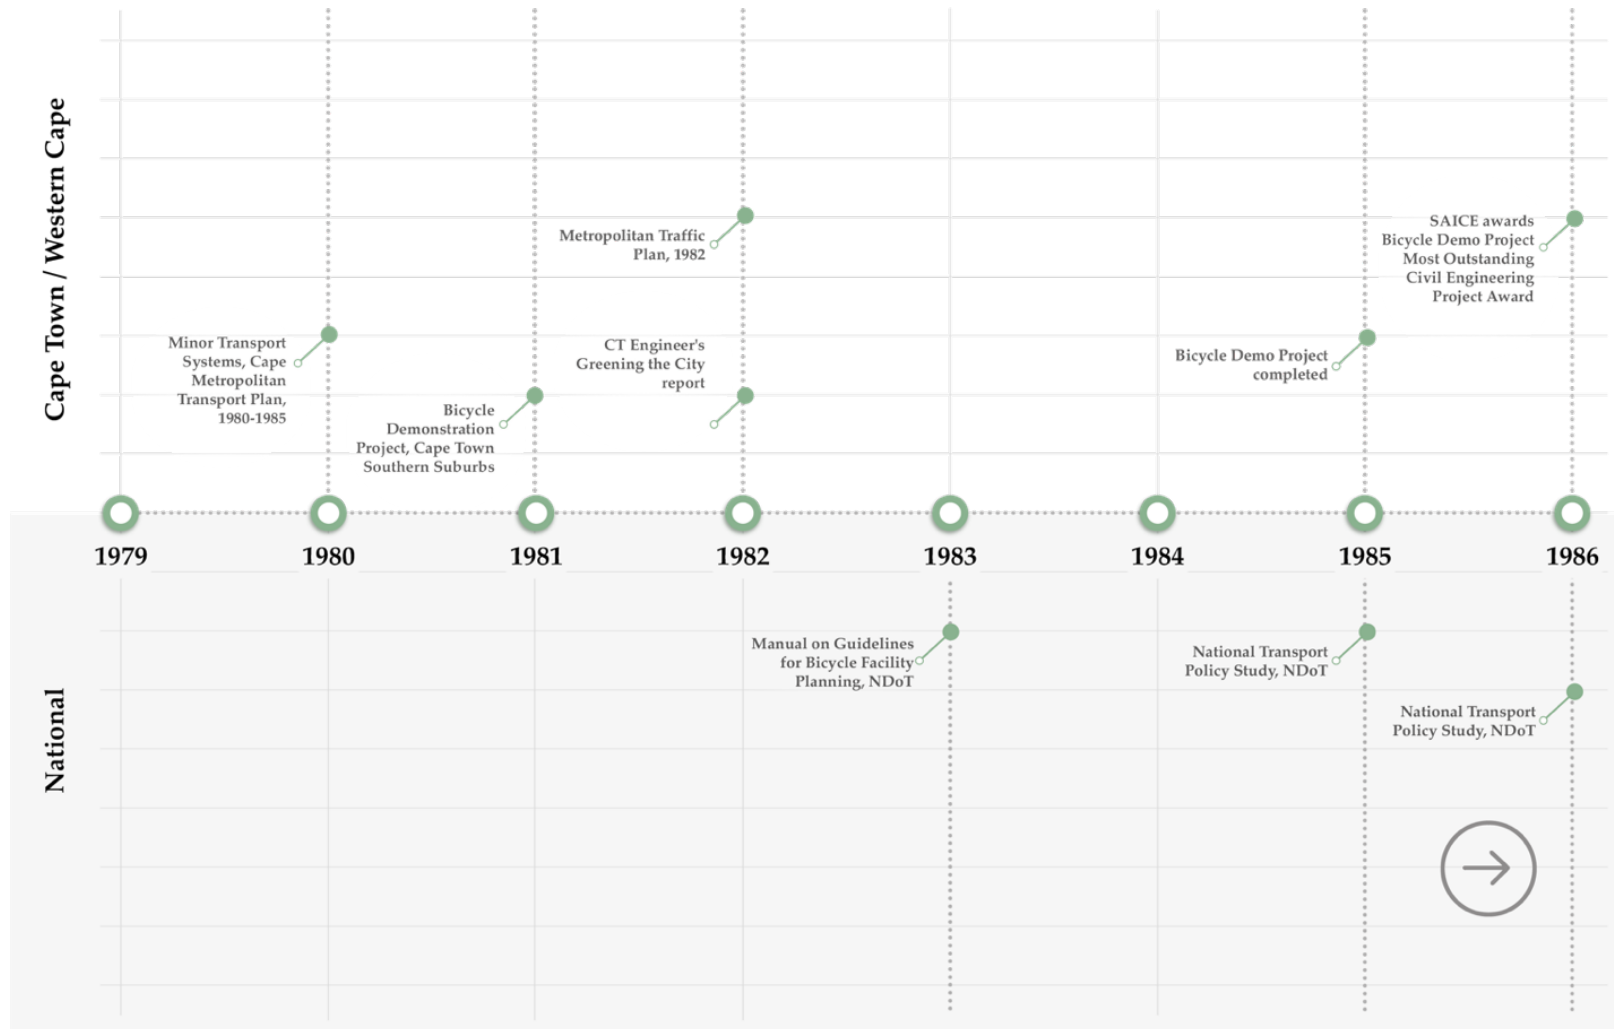 Cape Town / Western Cape
Metropolitan Traffic
Plan, 1982
SAICE awards
Bicycle Demo Project
Most Outstanding
Civil Engineering
Project Award
Minor Transport
Systems, Cape
Metropolitan
Transport Plan,
1980-1985
CT Engineer's
Greening the City
report
Bicycle Demo Project
completed
Bicycle
Demonstration
Project, Cape Town
Southern Suburbs
1979
1980
1981
1982
1983
1984
1985
1986
National
Manual on Guidelines
for Bicycle Facility
Planning, NDoT
National Transport
Policy Study, NDoT
National Transport
Policy Study, NDoT